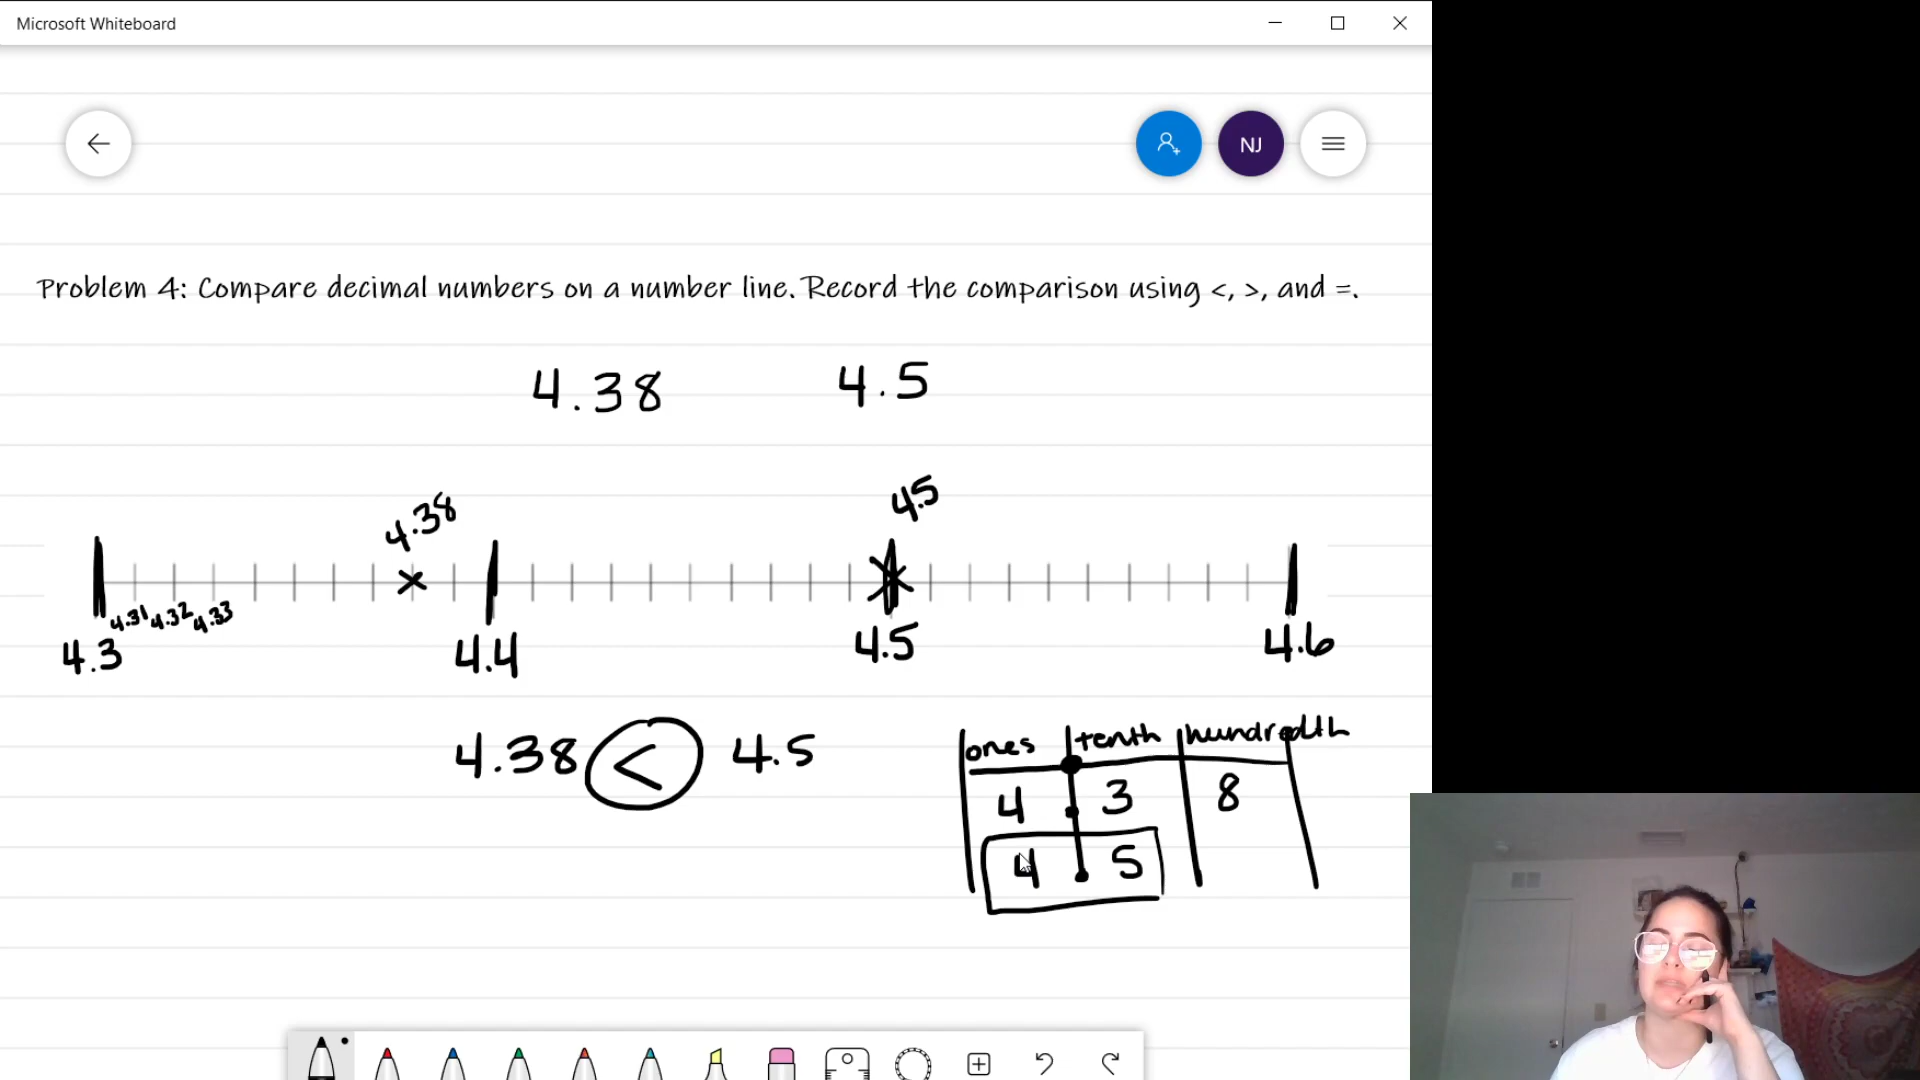 Microsoft Whiteboard
NJ
Problem 4: Compare decimal numbers on a number line. Record the comparison using <, >, and =.
4.38 4.5
4.38 4.5
4.31 4.32 4.33
4.3 4.4 4.5 4.6
4.38 < 4.5
ones tenth hundredth
4 . 3 8
4 . 5